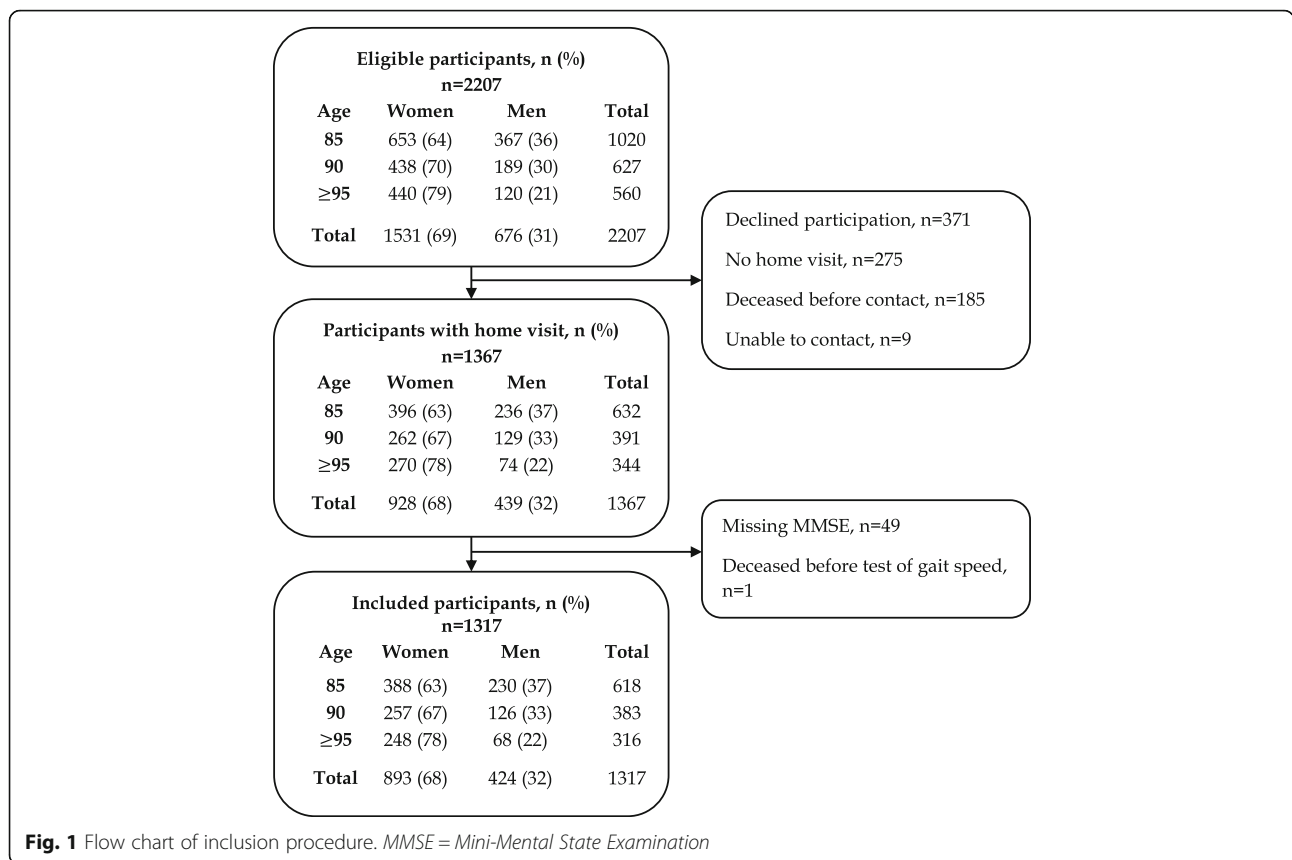 Eligible participants, n (%)
n=2207
Age Women Men Total
85 653 (64) 367 (36) 1020
90 438 (70) 189 (30) 627
≥95 440 (79) 120 (21) 560
Total 1531 (69) 676 (31) 2207
Declined participation, n=371
No home visit, n=275
Deceased before contact, n=185
Unable to contact, n=9
Participants with home visit, n (%)
n=1367
Age Women Men Total
85 396 (63) 236 (37) 632
90 262 (67) 129 (33) 391
≥95 270 (78) 74 (22) 344
Total 928 (68) 439 (32) 1367
Missing MMSE, n=49
Deceased before test of gait speed,
n=1
Included participants, n (%)
n=1317
Age Women Men Total
85 388 (63) 230 (37) 618
90 257 (67) 126 (33) 383
≥95 248 (78) 68 (22) 316
Total 893 (68) 424 (32) 1317
Fig. 1 Flow chart of inclusion procedure. MMSE = Mini-Mental State Examination